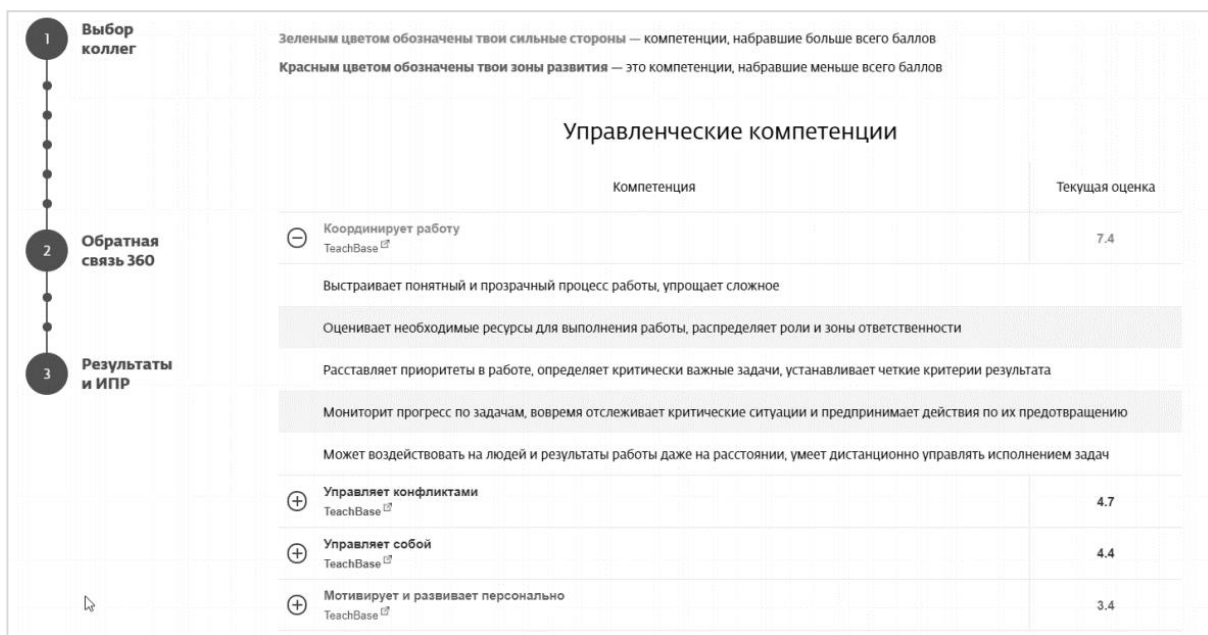 1
Выбор
коллег
Зеленым цветом обозначены твои сильные стороны — компетенции, набравшие больше всего баллов
Красным цветом обозначены твои зоны развития — это компетенции, набравшие меньше всего баллов
Управленческие компетенции
Компетенция
Текущая оценка
2
Обратная
связь 360
Координирует работу
TeachBase
7.4
Выстраивает понятный и прозрачный процесс работы, упрощает сложное
Оценивает необходимые ресурсы для выполнения работы, распределяет роли и зоны ответственности
3
Результаты
и ИПР
Расставляет приоритеты в работе, определяет критически важные задачи, устанавливает четкие критерии результата
Мониторит прогресс по задачам, вовремя отслеживает критические ситуации и предпринимает действия по их предотвращению
Может воздействовать на людей и результаты работы даже на расстоянии, умеет дистанционно управлять исполнением задач
Управляет конфликтами
TeachBase
4.7
Управляет собой
TeachBase
4.4
Мотивирует и развивает персонально
TeachBase
3.4